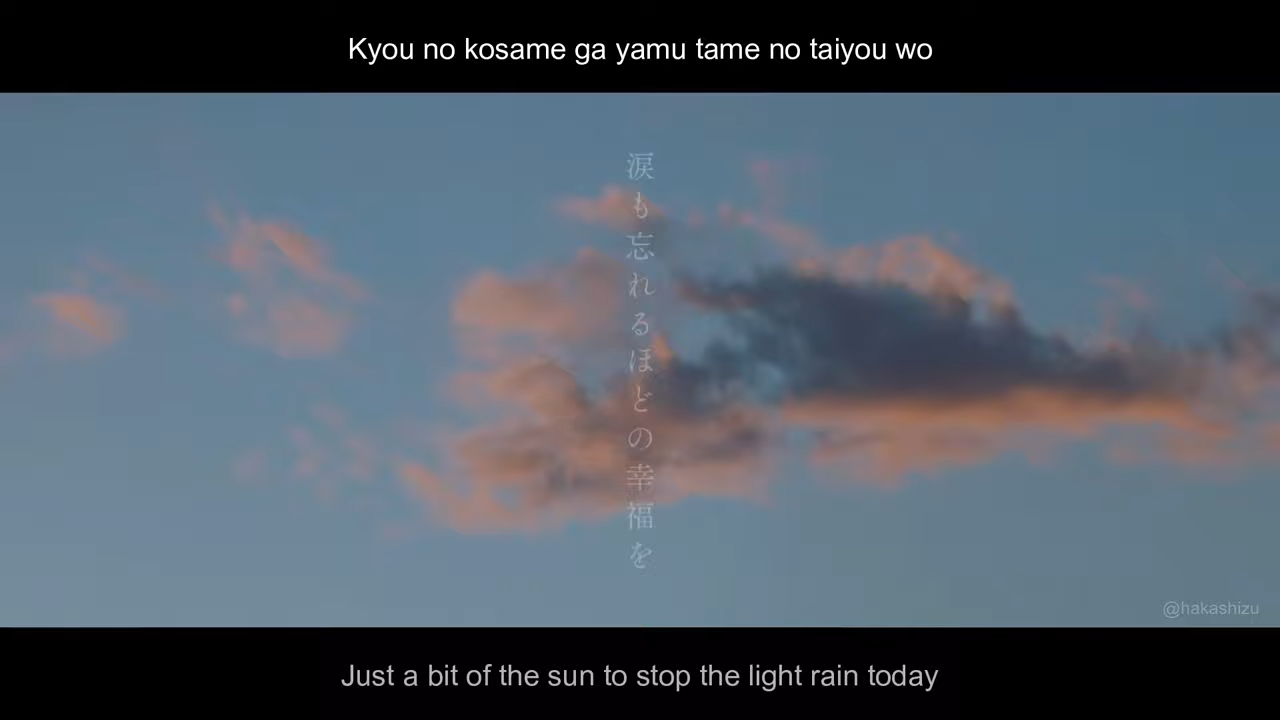 Kyou no kosame ga yamu tame no taiyou wo
涙も忘れるほどの幸福を
@hakashizu
Just a bit of the sun to stop the light rain today